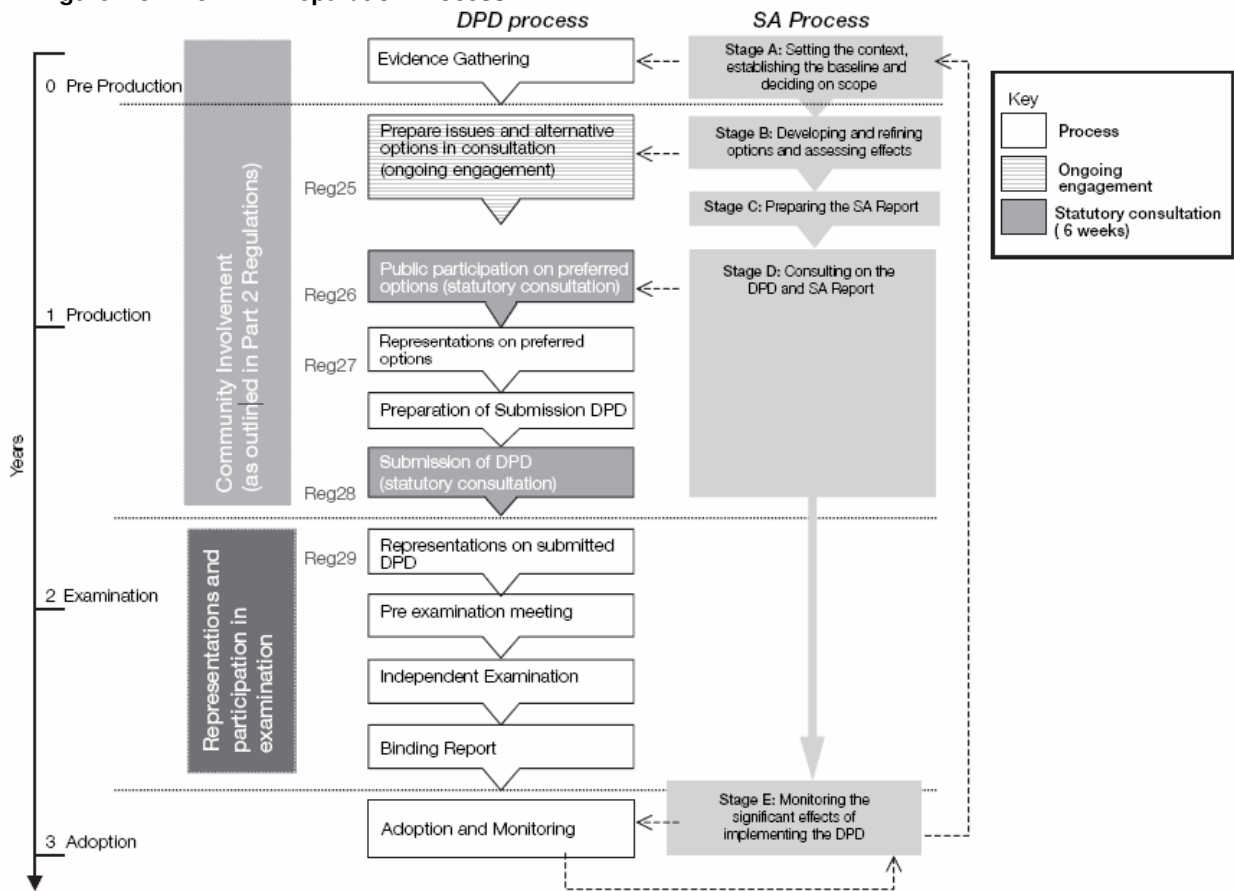 DPD process
SA Process
0 Pre Production
1 Production
2 Examination
3 Adoption
Years
Community Involvement
(as outlined in Part 2 Regulations)
Representations and
participation in
examination
Evidence Gathering
Reg25
Prepare issues and alternative
options in consultation
(ongoing engagement)
Reg26
Public participation on preferred
options (statutory consultation)
Reg27
Representations on preferred
options
Preparation of Submission DPD
Reg28
Submission of DPD
(statutory consultation)
Reg29
Representations on submitted
DPD
Pre examination meeting
Independent Examination
Binding Report
Adoption and Monitoring
Stage A: Setting the context,
establishing the baseline and
deciding on scope
Stage B: Developing and refining
options and assessing effects
Stage C: Preparing the SA Report
Stage D: Consulting on the
DPD and SA Report
Stage E: Monitoring the
significant effects of
implementing the DPD
Key
Process
Ongoing
engagement
Statutory consultation
( 6 weeks)